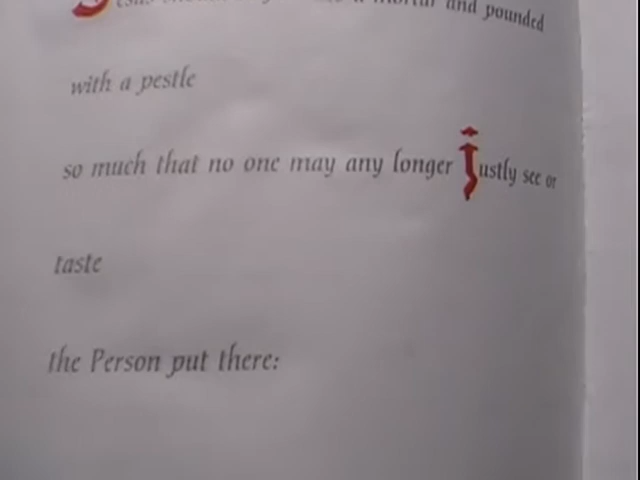 a mortar and pounded
with a pestle
so much that no one may any longer justly see or
taste
the Person put there: